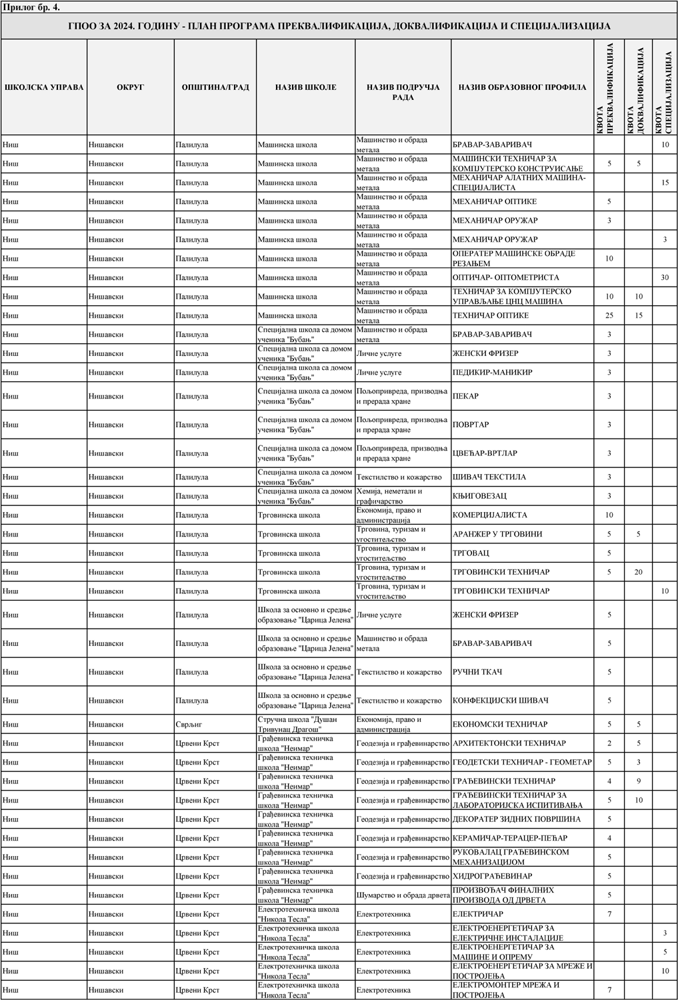 Прилог бр. 4.
ГПОО ЗА 2024. ГОДИНУ - ПЛАН ПРОГРАМА ПРЕКВАЛИФИКАЦИЈА, ДОКВАЛИФИКАЦИЈА И СПЕЦИЈАЛИЗАЦИЈА
ШКОЛСКА УПРАВА ОКРУГ ОПШТИНА/ГРАД НАЗИВ ШКОЛЕ НАЗИВ ПОДРУЧЈА РАДА НАЗИВ ОБРАЗОВНОГ ПРОФИЛА КВОТА ПРЕКВАЛИФИКАЦИЈА КВОТА ДОКВАЛИФИКАЦИЈА КВОТА СПЕЦИЈАЛИЗАЦИЈА
Ниш Нишавски Палилула Машинска школа Машинство и обрада метала БРАВАР-ЗАВАРИВАЧ 10
Ниш Нишавски Палилула Машинска школа Машинство и обрада метала МАШИНСКИ ТЕХНИЧАР ЗА КОМПЈУТЕРСКО КОНСТРУИСАЊЕ 5 5
Ниш Нишавски Палилула Машинска школа Машинство и обрада метала МЕХАНИЧАР АЛАТНИХ МАШИНА-СПЕЦИЈАЛИСТА 15
Ниш Нишавски Палилула Машинска школа Машинство и обрада метала МЕХАНИЧАР ОПТИКЕ 5
Ниш Нишавски Палилула Машинска школа Машинство и обрада метала МЕХАНИЧАР ОРУЖАР 3
Ниш Нишавски Палилула Машинска школа Машинство и обрада метала МЕХАНИЧАР ОРУЖАР 3
Ниш Нишавски Палилула Машинска школа Машинство и обрада метала ОПЕРАТЕР МАШИНСКЕ ОБРАДЕ РЕЗАЊЕМ 10
Ниш Нишавски Палилула Машинска школа Машинство и обрада метала ОПТИЧАР- ОПТОМЕТРИСТА 30
Ниш Нишавски Палилула Машинска школа Машинство и обрада метала ТЕХНИЧАР ЗА КОМПЈУТЕРСКО УПРАВЉАЊЕ ЦНЦ МАШИНА 10 10
Ниш Нишавски Палилула Машинска школа Машинство и обрада метала ТЕХНИЧАР ОПТИКЕ 25 15
Ниш Нишавски Палилула Специјална школа са домом ученика "Бубањ" Машинство и обрада метала БРАВАР-ЗАВАРИВАЧ 3
Ниш Нишавски Палилула Специјална школа са домом ученика "Бубањ" Личне услуге ЖЕНСКИ ФРИЗЕР 3
Ниш Нишавски Палилула Специјална школа са домом ученика "Бубањ" Личне услуге ПЕДИКИР-МАНИКИР 3
Ниш Нишавски Палилула Специјална школа са домом ученика "Бубањ" Пољопривреда, призводња и прерада хране ПЕКАР 3
Ниш Нишавски Палилула Специјална школа са домом ученика "Бубањ" Пољопривреда, призводња и прерада хране ПОВРТАР 3
Ниш Нишавски Палилула Специјална школа са домом ученика "Бубањ" Пољопривреда, призводња и прерада хране ЦВЕЋАР-ВРТЛАР 3
Ниш Нишавски Палилула Специјална школа са домом ученика "Бубањ" Текстилство и кожарство ШИВАЧ ТЕКСТИЛА 3
Ниш Нишавски Палилула Специјална школа са домом ученика "Бубањ" Хемија, неметали и графичарство КЊИГОВЕЗАЦ 3
Ниш Нишавски Палилула Трговинска школа Економија, право и администрација КОМЕРЦИЈАЛИСТА 10
Ниш Нишавски Палилула Трговинска школа Трговина, туризам и угоститељство АРАНЖЕР У ТРГОВИНИ 5 5
Ниш Нишавски Палилула Трговинска школа Трговина, туризам и угоститељство ТРГОВАЦ 5
Ниш Нишавски Палилула Трговинска школа Трговина, туризам и угоститељство ТРГОВИНСКИ ТЕХНИЧАР 5 20
Ниш Нишавски Палилула Трговинска школа Трговина, туризам и угоститељство ТРГОВИНСКИ ТЕХНИЧАР 10
Ниш Нишавски Палилула Школа за основно и средње образовање "Царица Јелена" Личне услуге ЖЕНСКИ ФРИЗЕР 5
Ниш Нишавски Палилула Школа за основно и средње образовање "Царица Јелена" Машинство и обрада метала БРАВАР-ЗАВАРИВАЧ 5
Ниш Нишавски Палилула Школа за основно и средње образовање "Царица Јелена" Текстилство и кожарство РУЧНИ ТКАЧ 5
Ниш Нишавски Палилула Школа за основно и средње образовање "Царица Јелена" Текстилство и кожарство КОНФЕКЦИЈСКИ ШИВАЧ 5
Ниш Нишавски Сврљиг Стручна школа "Душан Тривунац Драгош" Економија, право и администрација ЕКОНОМСКИ ТЕХНИЧАР 5 5
Ниш Нишавски Црвени Крст Грађевинска техничка школа "Неимар" Геодезија и грађевинарство АРХИТЕКТОНСКИ ТЕХНИЧАР 2 5
Ниш Нишавски Црвени Крст Грађевинска техничка школа "Неимар" Геодезија и грађевинарство ГЕОДЕТСКИ ТЕХНИЧАР - ГЕОМЕТАР 5 3
Ниш Нишавски Црвени Крст Грађевинска техничка школа "Неимар" Геодезија и грађевинарство ГРАЂЕВИНСКИ ТЕХНИЧАР 4 9
Ниш Нишавски Црвени Крст Грађевинска техничка школа "Неимар" Геодезија и грађевинарство ГРАЂЕВИНСКИ ТЕХНИЧАР ЗА ЛАБОРАТОРИЈСКА ИСПИТИВАЊА 5 10
Ниш Нишавски Црвени Крст Грађевинска техничка школа "Неимар" Геодезија и грађевинарство ДЕКОРАТЕР ЗИДНИХ ПОВРШИНА 5
Ниш Нишавски Црвени Крст Грађевинска техничка школа "Неимар" Геодезија и грађевинарство КЕРАМИЧАР-ТЕРАЦЕР-ПЕЋАР 4
Ниш Нишавски Црвени Крст Грађевинска техничка школа "Неимар" Геодезија и грађевинарство РУКОВАЛАЦ ГРАЂЕВИНСКОМ МЕХАНИЗАЦИЈОМ 5
Ниш Нишавски Црвени Крст Грађевинска техничка школа "Неимар" Геодезија и грађевинарство ХИДРОГРАЂЕВИНАР 5
Ниш Нишавски Црвени Крст Грађевинска техничка школа "Неимар" Шумарство и обрада дрвета ПРОИЗВОЂАЧ ФИНАЛНИХ ПРОИЗВОДА ОД ДРВЕТА 5
Ниш Нишавски Црвени Крст Електротехничка школа "Никола Тесла" Електротехника ЕЛЕКТРИЧАР 7
Ниш Нишавски Црвени Крст Електротехничка школа "Никола Тесла" Електротехника ЕЛЕКТРОЕНЕРГЕТИЧАР ЗА ЕЛЕКТРИЧНЕ ИНСТАЛАЦИЈЕ 3
Ниш Нишавски Црвени Крст Електротехничка школа "Никола Тесла" Електротехника ЕЛЕКТРОЕНЕРГЕТИЧАР ЗА МАШИНЕ И ОПРЕМУ 5
Ниш Нишавски Црвени Крст Електротехничка школа "Никола Тесла" Електротехника ЕЛЕКТРОЕНЕРГЕТИЧАР ЗА МРЕЖЕ И ПОСТРОЈЕЊА 10
Ниш Нишавски Црвени Крст Електротехничка школа "Никола Тесла" Електротехника ЕЛЕКТРОМОНТЕР МРЕЖА И ПОСТРОЈЕЊА 7